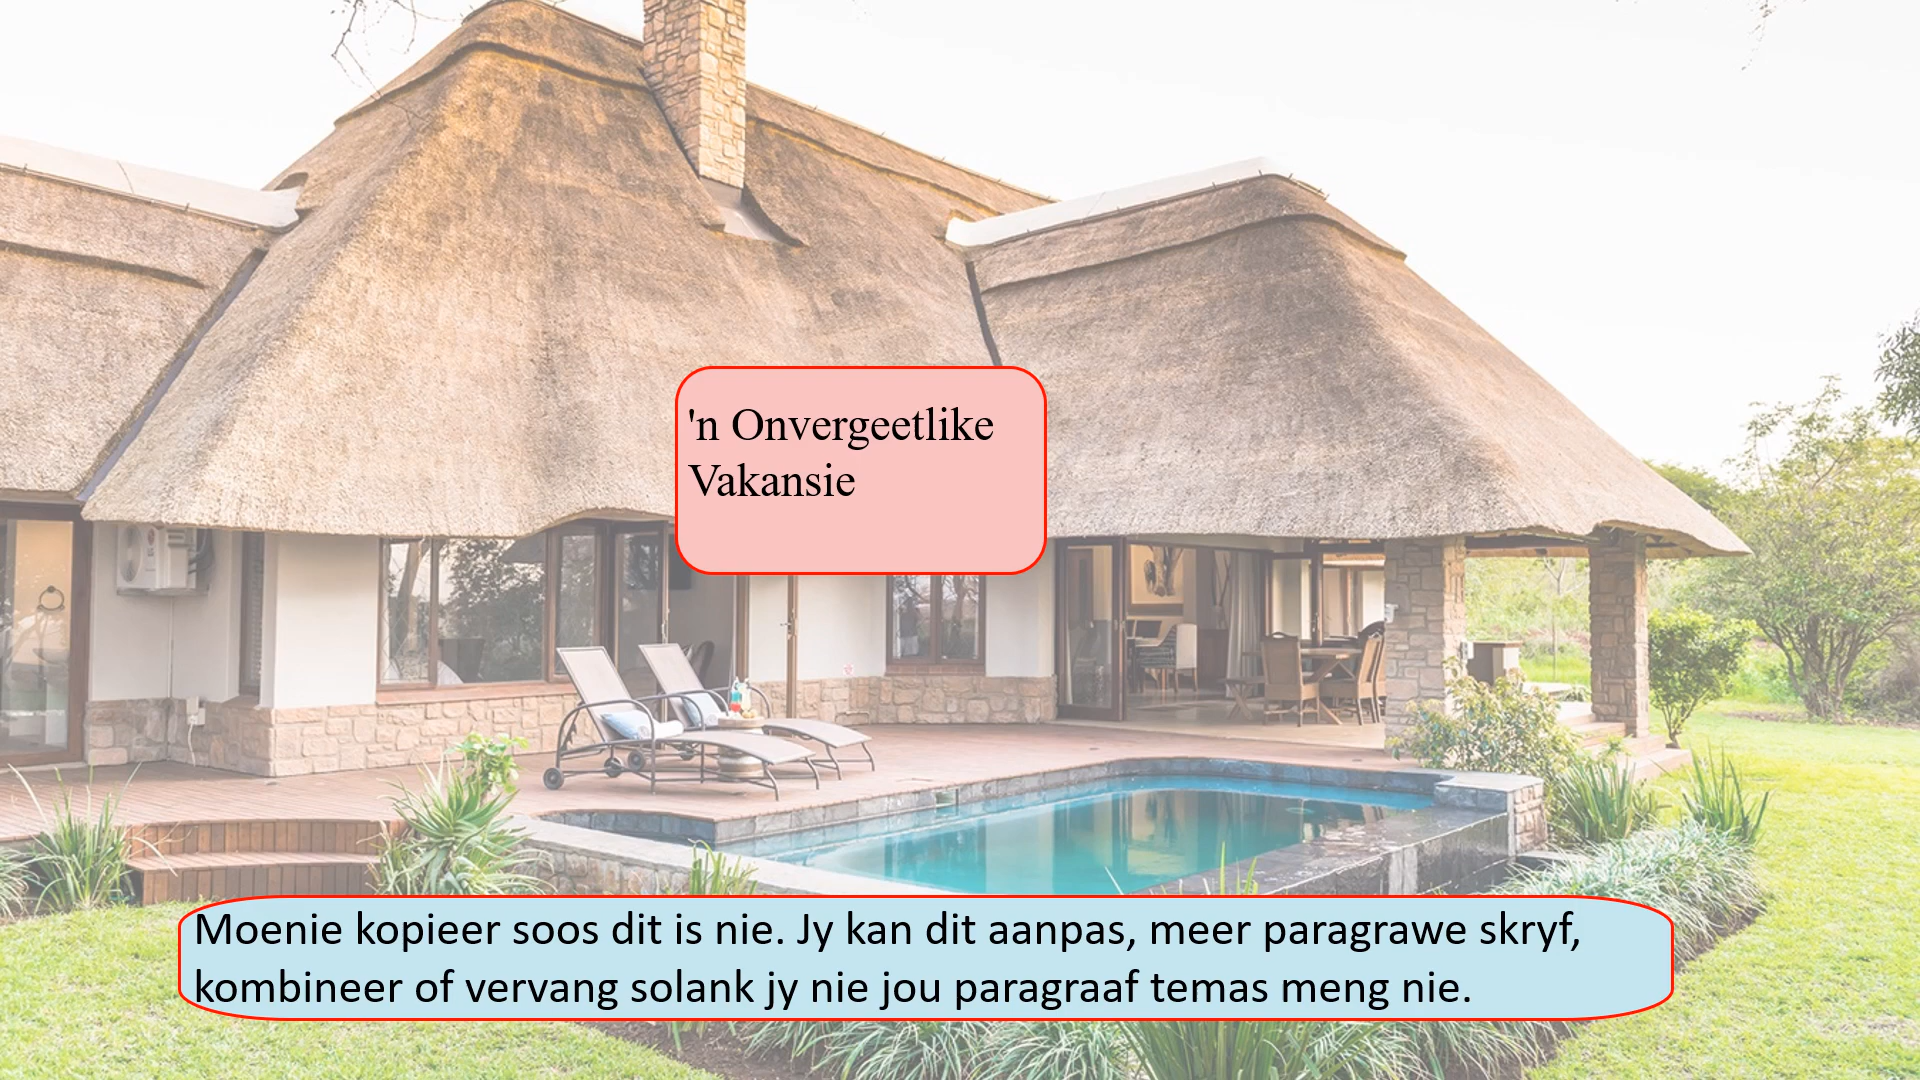 'n Onvergeetlike
Vakansie
Moenie kopieer soos dit is nie. Jy kan dit aanpas, meer paragrawe skryf,
kombineer of vervang solank jy nie jou paragraaf temas meng nie.